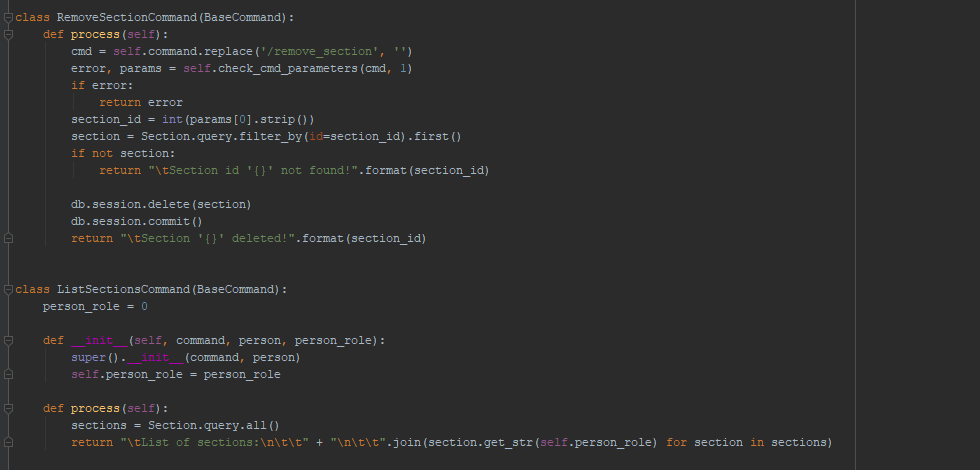 class RemoveSectionCommand(BaseCommand):
    def process(self):
        cmd = self.command.replace('/remove_section', '')
        error, params = self.check_cmd_parameters(cmd, 1)
        if error:
            return error
        section_id = int(params[0].strip())
        section = Section.query.filter_by(id=section_id).first()
        if not section:
            return "\tSection id '{}' not found!".format(section_id)

        db.session.delete(section)
        db.session.commit()
        return "\tSection '{}' deleted!".format(section_id)


class ListSectionsCommand(BaseCommand):
    person_role = 0

    def __init__(self, command, person, person_role):
        super().__init__(command, person)
        self.person_role = person_role

    def process(self):
        sections = Section.query.all()
        return "\tList of sections:\n\t\t" + "\n\t\t".join(section.get_str(self.person_role) for section in sections)